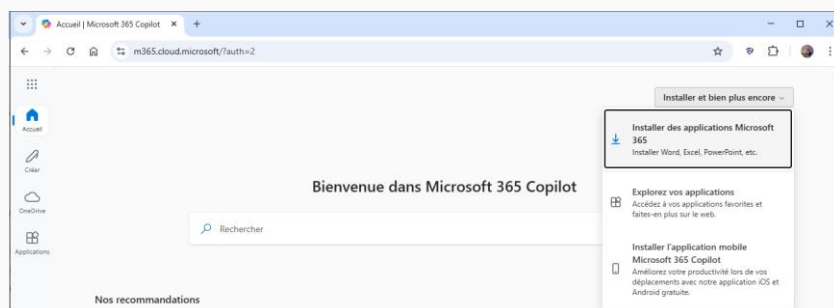 Accueil | Microsoft 365 Copilot
m365.cloud.microsoft/?auth=2
Installer et bien plus encore
Accueil
Créer
OneDrive
Applications
Installer des applications Microsoft
365
Installer Word, Excel, PowerPoint, etc.
Bienvenue dans Microsoft 365 Copilot
Rechercher
Explorez vos applications
Accédez à vos applications favorites et
faites-en plus sur le web.
Installer l'application mobile
Microsoft 365 Copilot
Améliorez votre productivité lors de vos
déplacements avec notre application iOS et
Android gratuite.
Nos recommandations